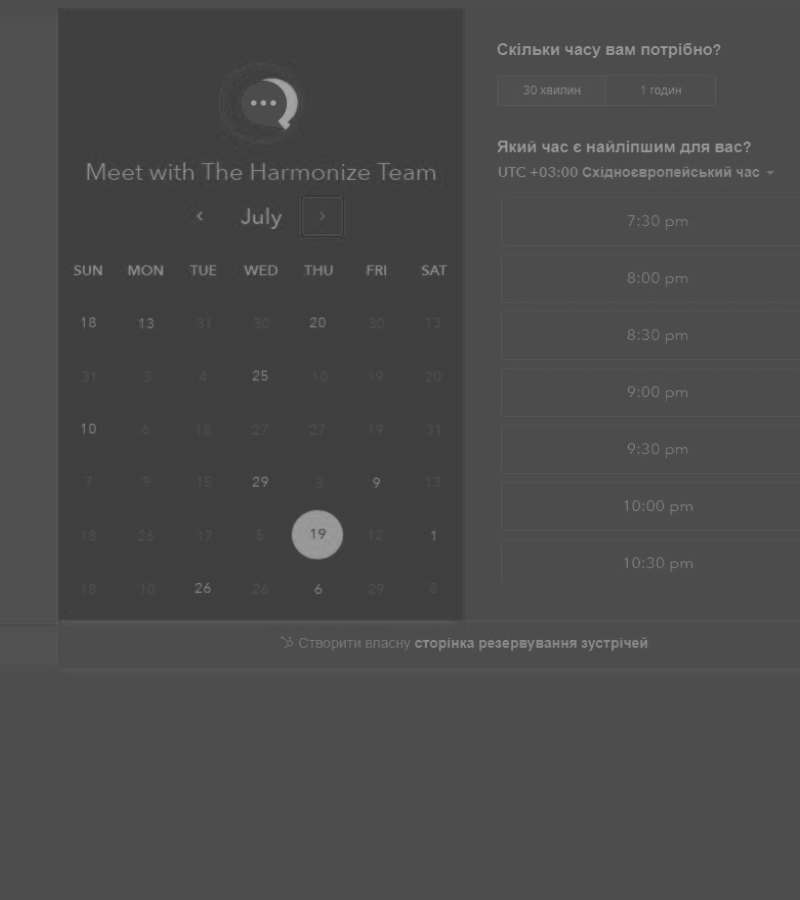 Meet with The Harmonize Team
July
SUN MON TUE WED THU FRI SAT
18 13 31 30 20 30 13
31 3 4 25 10 19 20
10 6 18 27 27 19 31
7 9 15 29 3 9 13
18 26 17 5 19 12 1
18 10 26 26 6 29 8
Скільки часу вам потрібно?
30 хвилин 1 годин
Який час є найліпшим для вас?
UTC +03:00 Східноєвропейський час
7:30 pm
8:00 pm
8:30 pm
9:00 pm
9:30 pm
10:00 pm
10:30 pm
Створити власну сторінка резервування зустрічей